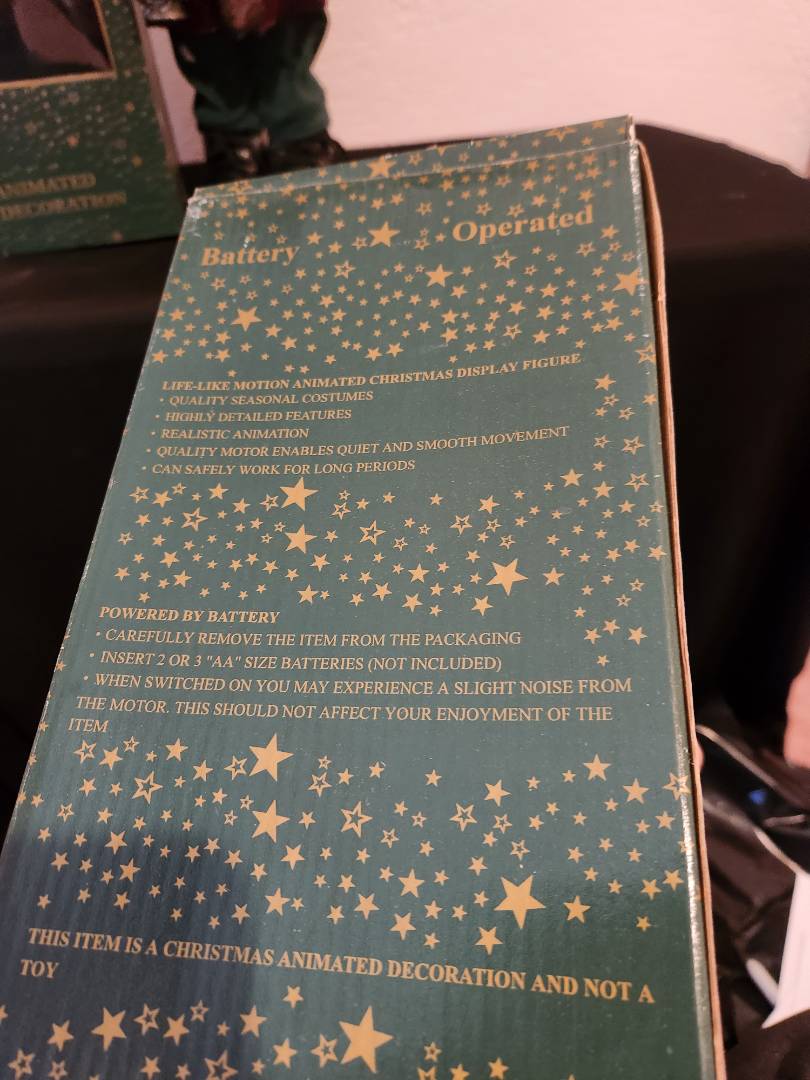 ANIMATED
DECORATION
Battery Operated
LIFE-LIKE MOTION ANIMATED CHRISTMAS DISPLAY FIGURE
• QUALITY SEASONAL COSTUMES
• HIGHLY DETAILED FEATURES
• REALISTIC ANIMATION
• QUALITY MOTOR ENABLES QUIET AND SMOOTH MOVEMENT
• CAN SAFELY WORK FOR LONG PERIODS
POWERED BY BATTERY
• CAREFULLY REMOVE THE ITEM FROM THE PACKAGING
• INSERT 2 OR 3 "AA" SIZE BATTERIES (NOT INCLUDED)
• WHEN SWITCHED ON YOU MAY EXPERIENCE A SLIGHT NOISE FROM
THE MOTOR. THIS SHOULD NOT AFFECT YOUR ENJOYMENT OF THE
ITEM
THIS ITEM IS A CHRISTMAS ANIMATED DECORATION AND NOT A
TOY